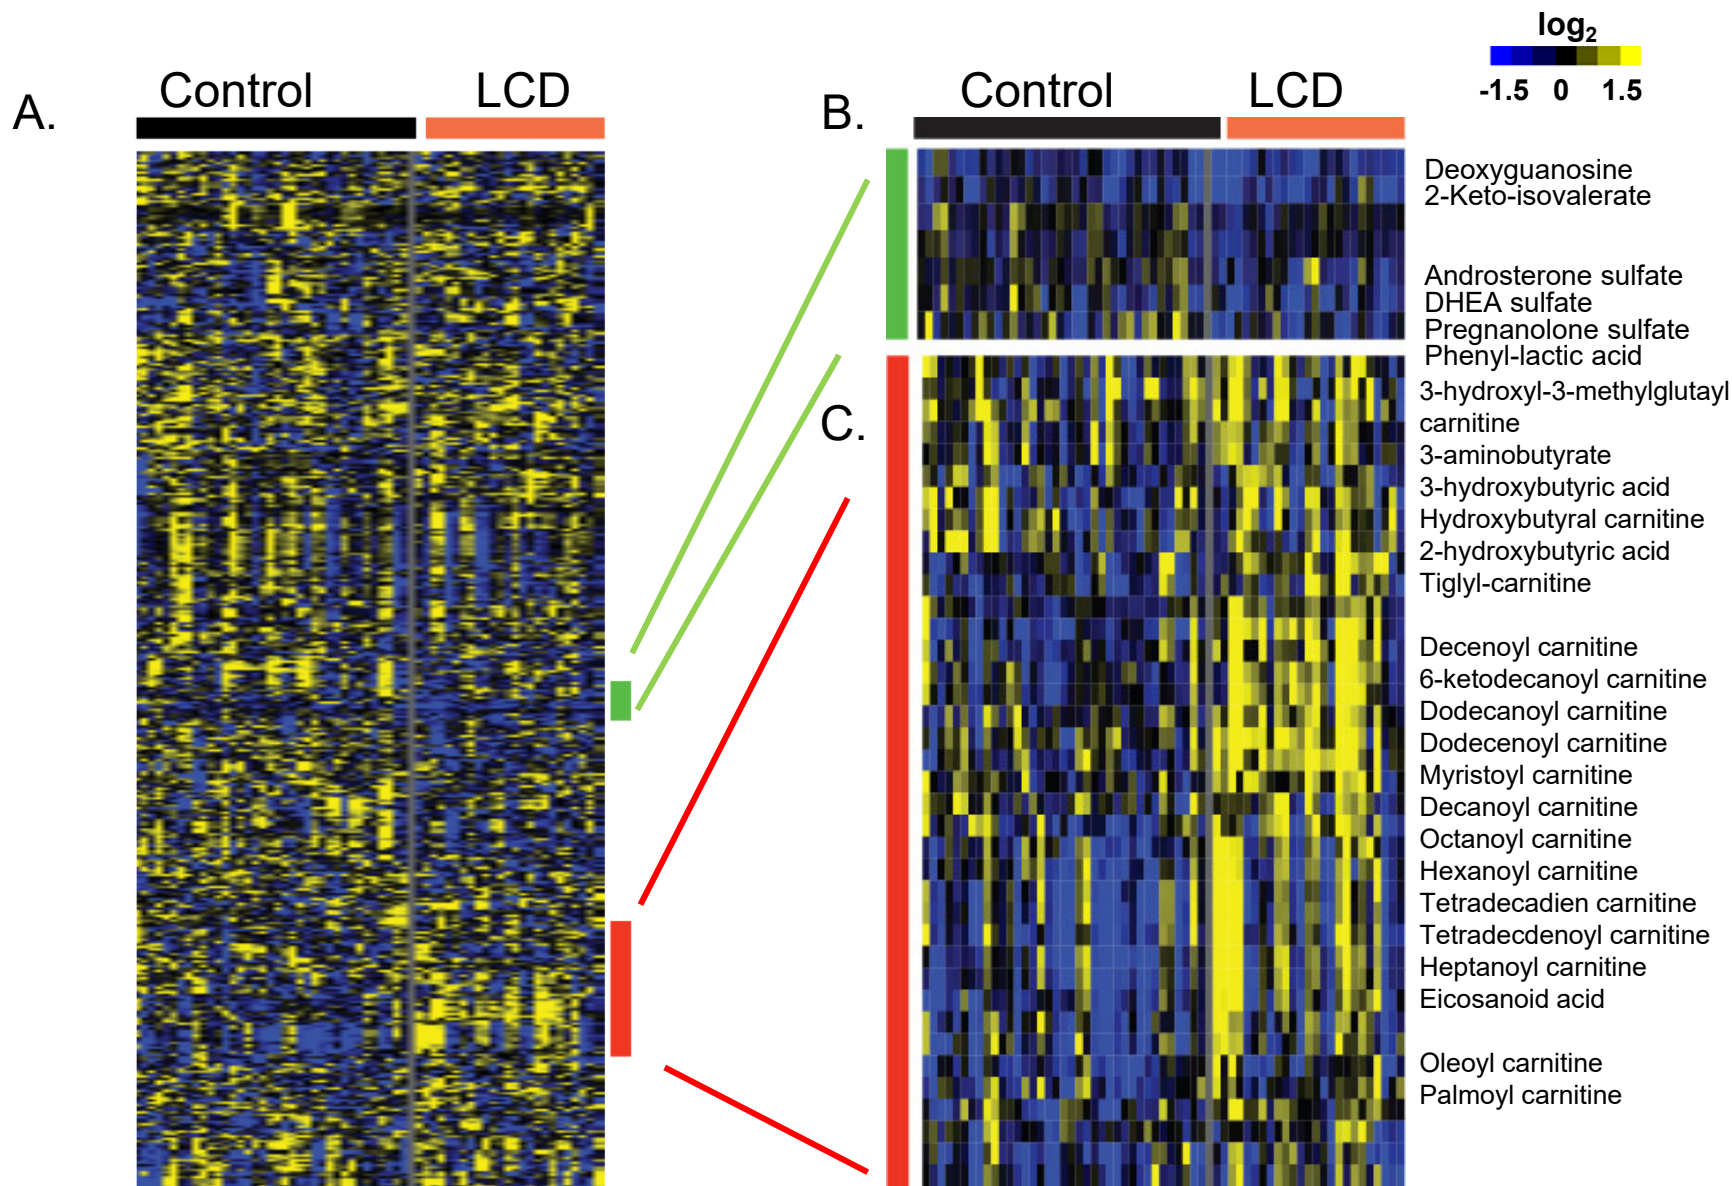 log2
-1.5 0 1.5
A.
Control LCD
B.
Control LCD
Deoxyguanosine
2-Keto-isovalerate
Androsterone sulfate
DHEA sulfate
Pregnanolone sulfate
Phenyl-lactic acid
C.
3-hydroxyl-3-methylglutayl
carnitine
3-aminobutyrate
3-hydroxybutyric acid
Hydroxybutyral carnitine
2-hydroxybutyric acid
Tiglyl-carnitine
Decenoyl carnitine
6-ketodecanoyl carnitine
Dodecanoyl carnitine
Dodecenoyl carnitine
Myristoyl carnitine
Decanoyl carnitine
Octanoyl carnitine
Hexanoyl carnitine
Tetradecadien carnitine
Tetradecdenoyl carnitine
Heptanoyl carnitine
Eicosanoid acid
Oleoyl carnitine
Palmoyl carnitine